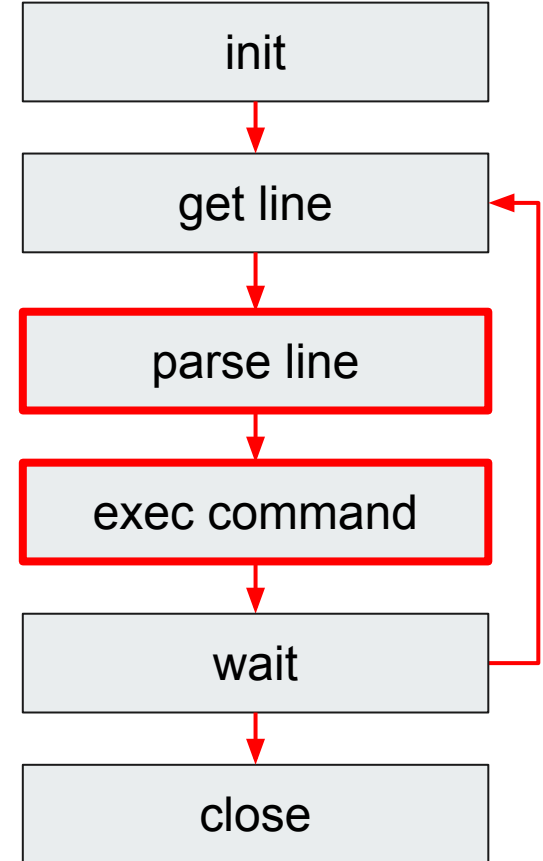 init
get line
parse line
exec command
wait
close